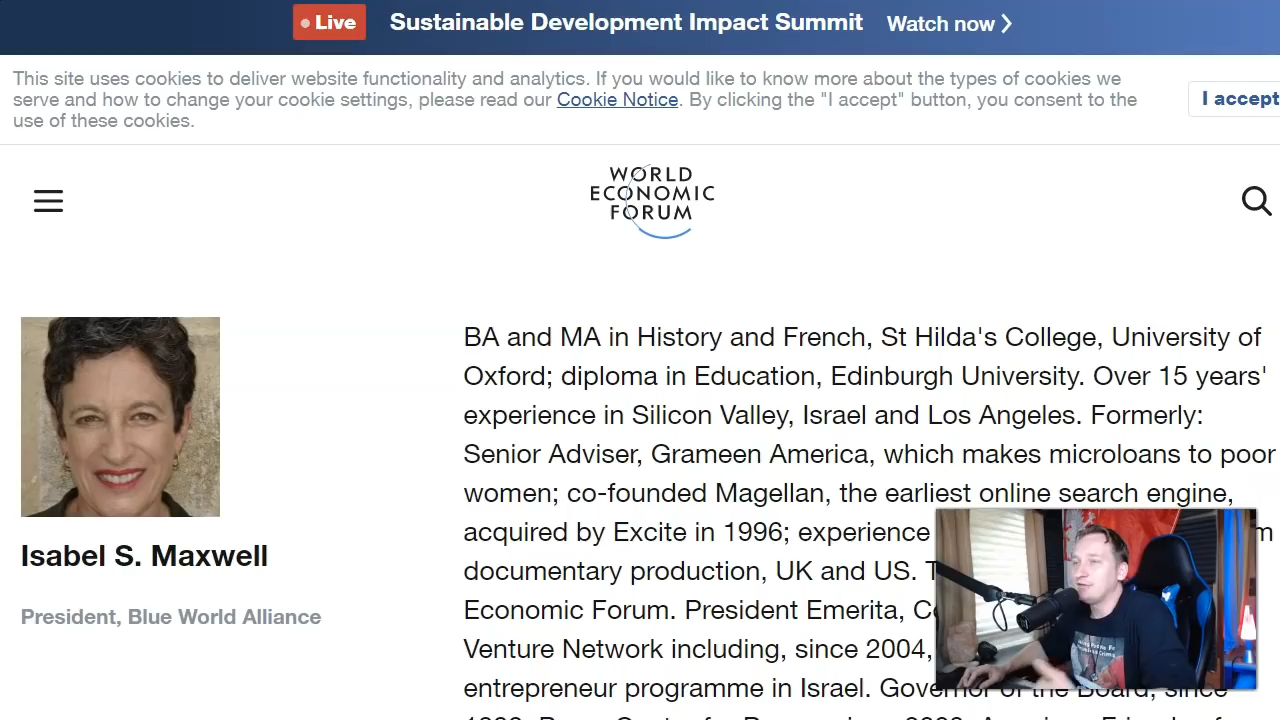 Live Sustainable Development Impact Summit Watch now
This site uses cookies to deliver website functionality and analytics. If you would like to know more about the types of cookies we
serve and how to change your cookie settings, please read our Cookie Notice. By clicking the "I accept" button, you consent to the
use of these cookies.
I accept
WORLD
ECONOMIC
FORUM
Isabel S. Maxwell
President, Blue World Alliance
BA and MA in History and French, St Hilda's College, University of
Oxford; diploma in Education, Edinburgh University. Over 15 years'
experience in Silicon Valley, Israel and Los Angeles. Formerly:
Senior Adviser, Grameen America, which makes microloans to poor
women; co-founded Magellan, the earliest online search engine,
acquired by Excite in 1996; experience
documentary production, UK and US.
Economic Forum. President Emerita,
Venture Network including, since 2004,
entrepreneur programme in Israel. Governor of the Board, since